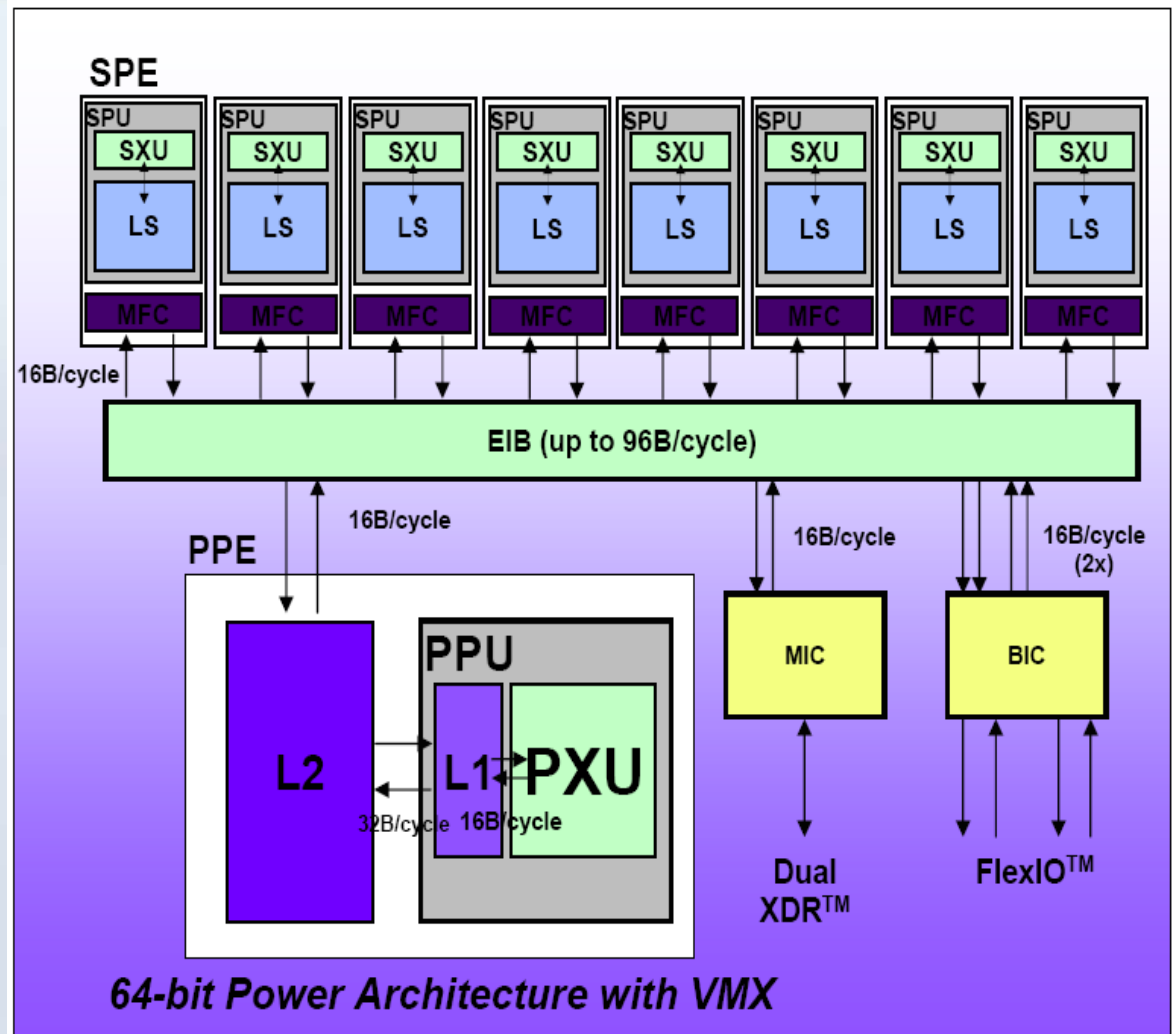 SPE
SPU SPU SPU SPU SPU SPU SPU SPU
SXU SXU SXU SXU SXU SXU SXU SXU
LS LS LS LS LS LS LS LS
MFC MFC MFC MFC MFC MFC MFC MFC
16B/cycle
EIB (up to 96B/cycle)
16B/cycle
16B/cycle
16B/cycle
(2x)
PPE
PPU
L2
L1
PXU
32B/cycle
16B/cycle
MIC
BIC
Dual
XDR™
FlexIO™
64-bit Power Architecture with VMX